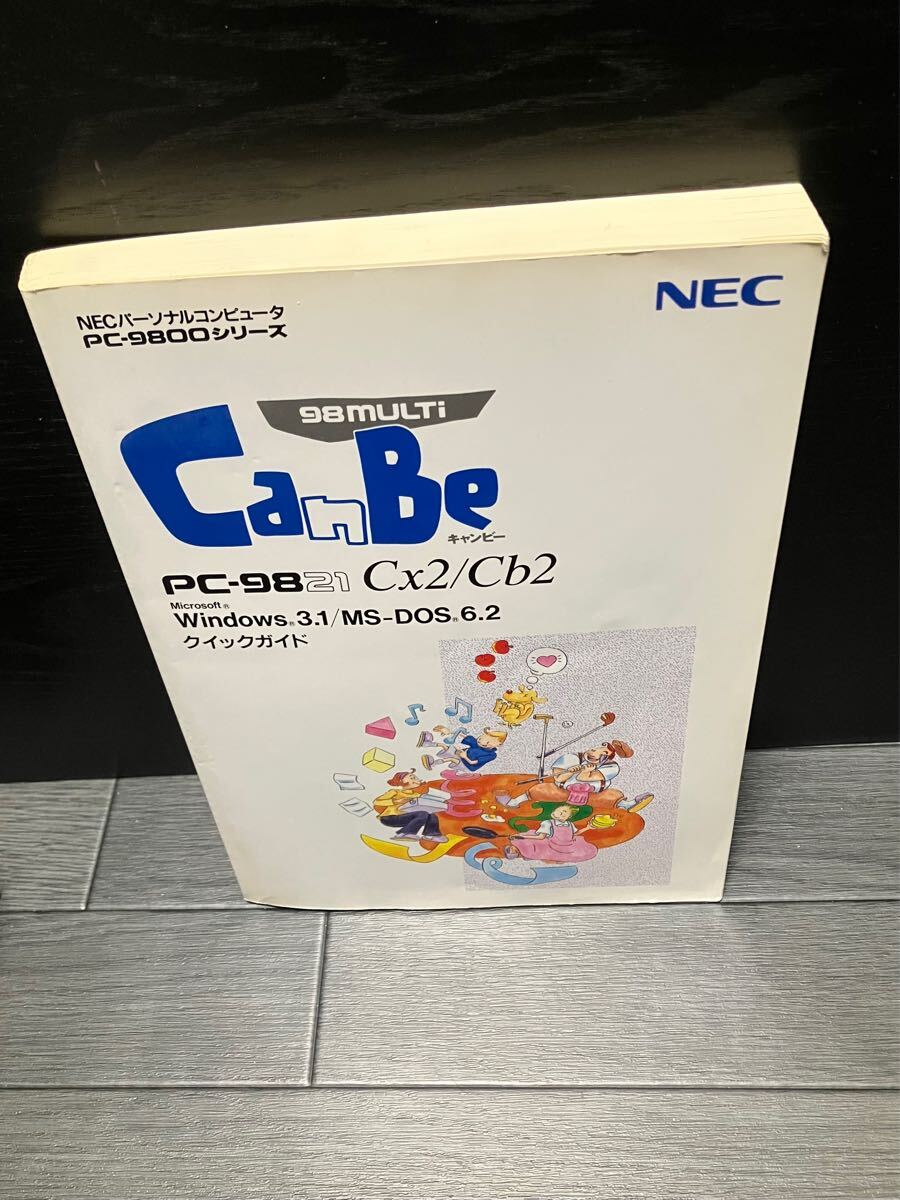 NECパーソナルコンピュータ
PC-9800シリーズ
NEC
98MULTi
CanBe
キャンビー
PC-9821 Cx2/Cb2
Microsoft®
Windows®3.1/MS-DOS®6.2
クイックガイド